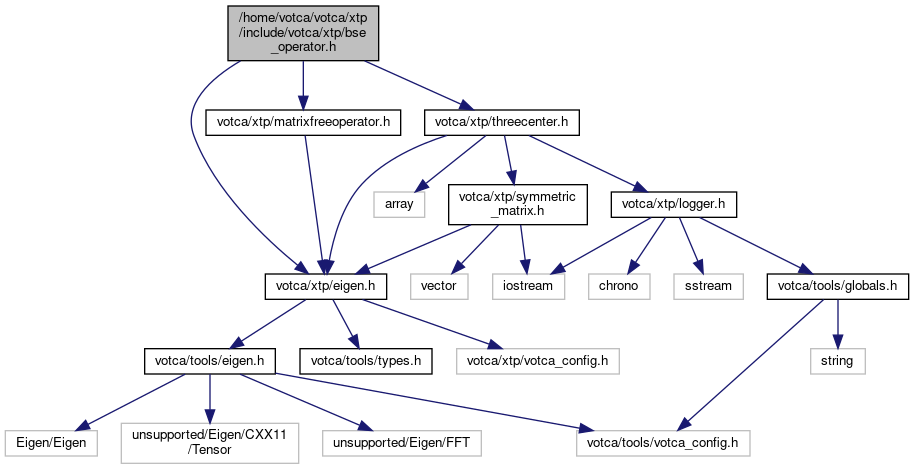 /home/votca/votca/xtp
/include/votca/xtp/bse
_operator.h
votca/xtp/matrixfreeoperator.h
votca/xtp/threecenter.h
array
votca/xtp/symmetric
_matrix.h
votca/xtp/logger.h
votca/xtp/eigen.h
vector
iostream
chrono
sstream
votca/tools/globals.h
votca/tools/eigen.h
votca/tools/types.h
votca/xtp/votca_config.h
string
Eigen/Eigen
unsupported/Eigen/CXX11
/Tensor
unsupported/Eigen/FFT
votca/tools/votca_config.h